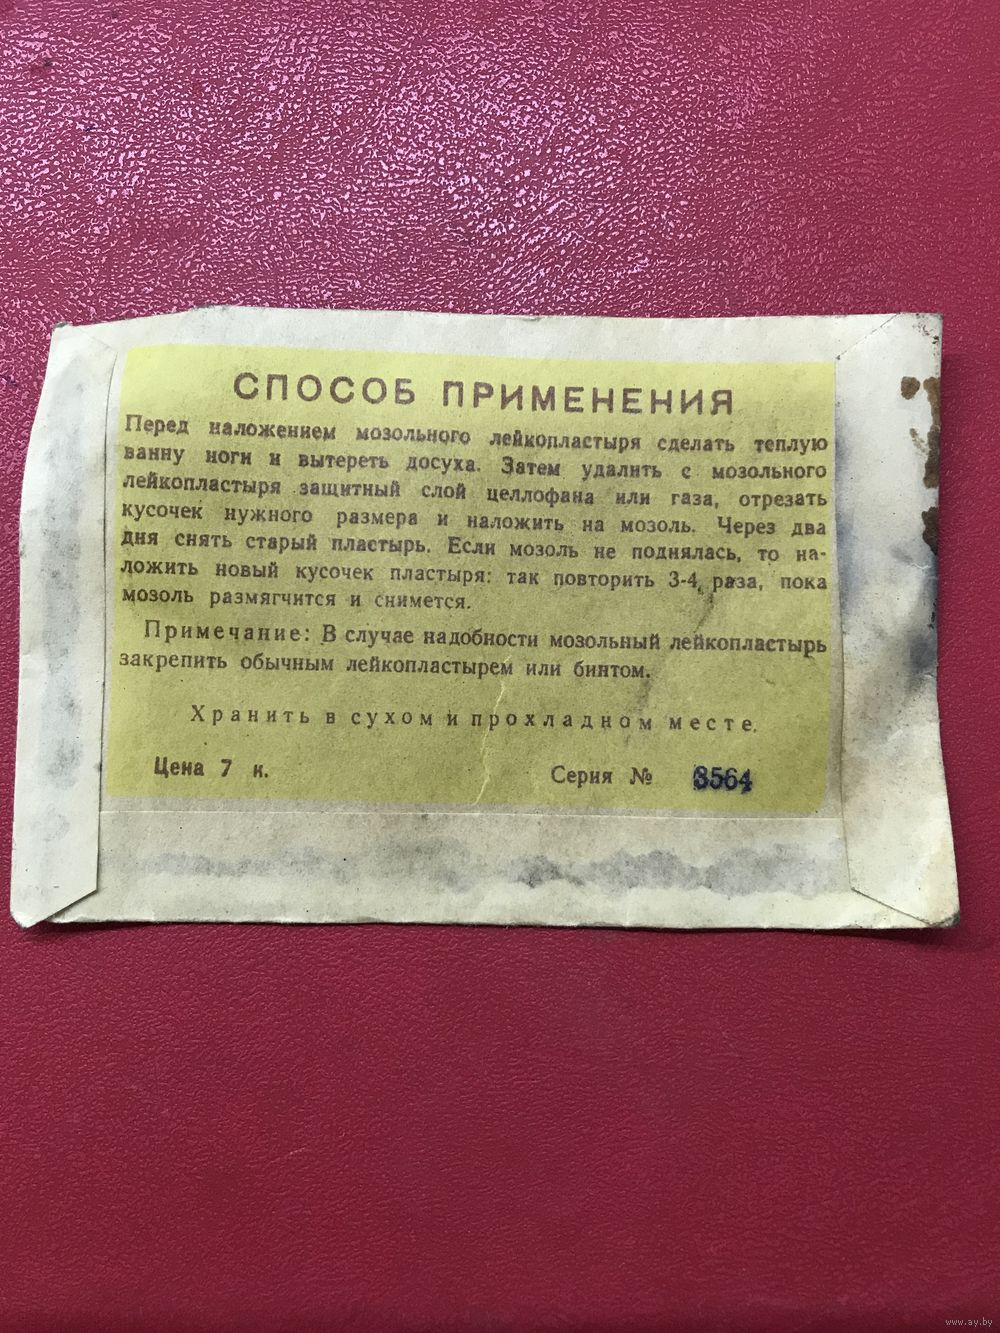 СПОСОБ ПРИМЕНЕНИЯ
Перед наложением мозольного лейкопластыря сделать теплую
ванну ноги и вытереть досуха. Затем удалить с мозольного
лейкопластыря защитный слой целлофана или газа, отрезать
кусочек нужного размера и наложить на мозоль. Через два
дня снять старый пластырь. Если мозоль не поднялась, то на-
ложить новый кусочек пластыря: так повторить 3-4 раза, пока
мозоль размягчится и снимется.
Примечание: В случае надобности мозольный лейкопластырь
закрепить обычным лейкопластырем или бинтом.
Хранить в сухом и прохладном месте.
Цена 7 к. Серия №
www.ay.by